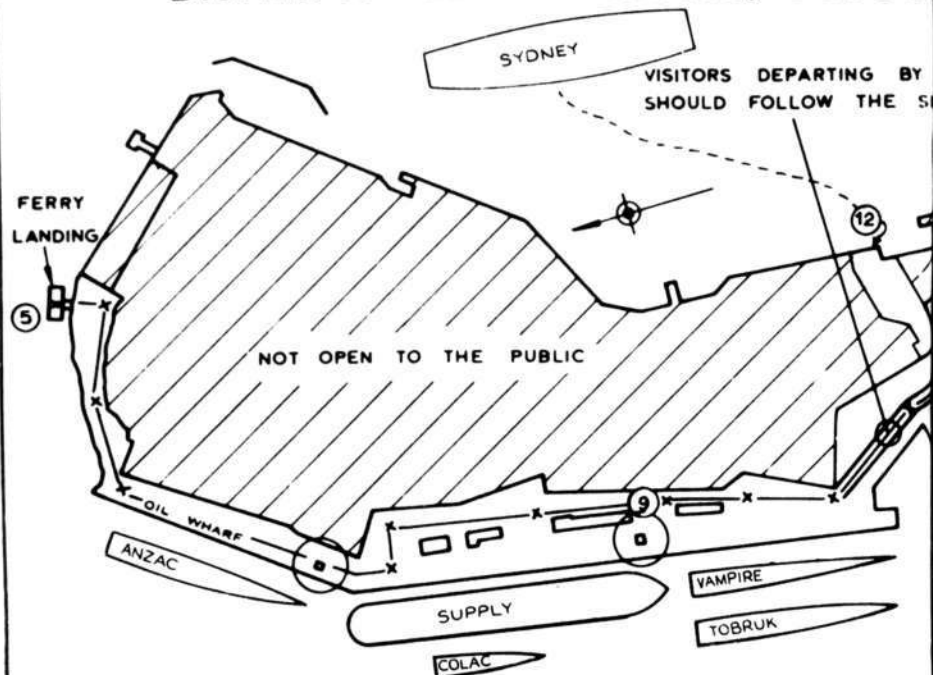 SYDNEY
VISITORS DEPARTING BY
SHOULD FOLLOW THE
12
FERRY
LANDING
5
NOT OPEN TO THE PUBLIC
9
OIL WHARF
ANZAC
VAMPIRE
SUPPLY
TOBRUK
COLAC